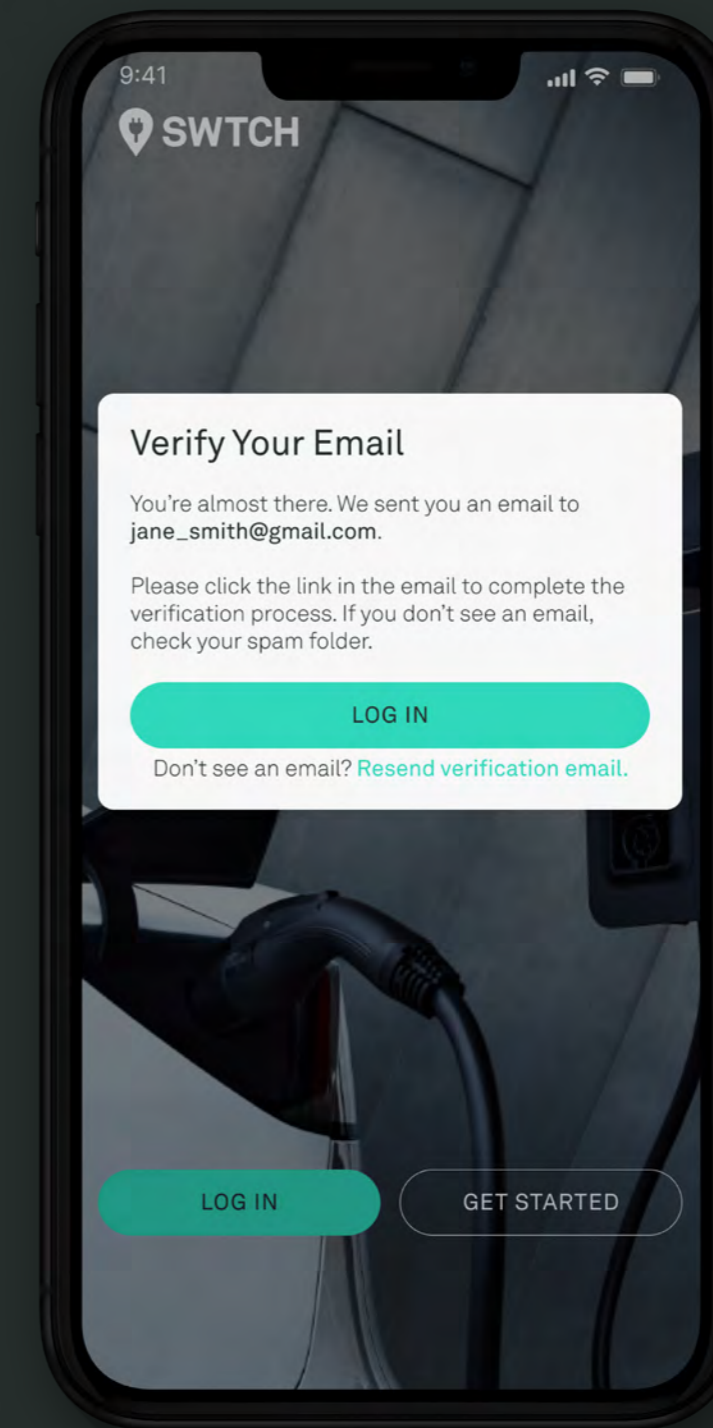 9:41
SWTCH
Verify Your Email
You’re almost there. We sent you an email to
jane_smith@gmail.com.
Please click the link in the email to complete the
verification process. If you don’t see an email,
check your spam folder.
LOG IN
Don’t see an email? Resend verification email.
LOG IN
GET STARTED